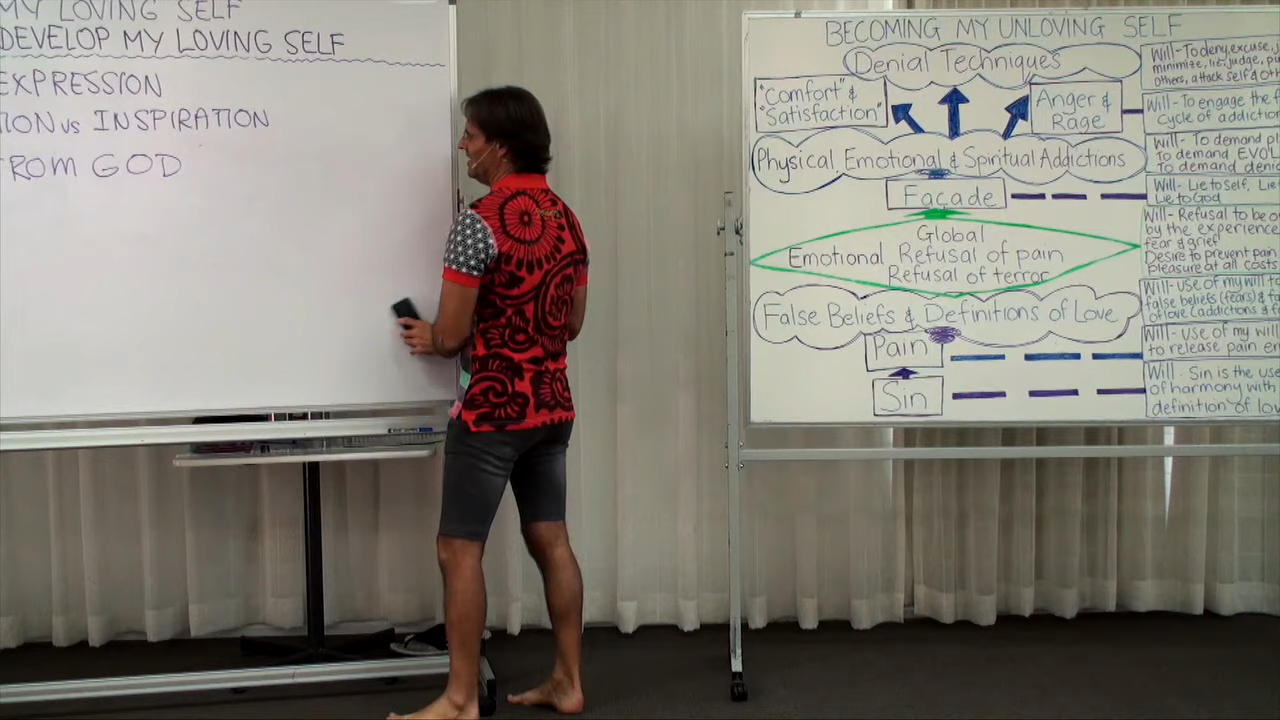 MY LOVING SELF
DEVELOP MY LOVING SELF
EXPRESSION
TION vs INSPIRATION
FROM GOD
BECOMING MY UNLOVING SELF
Denial Techniques
"Comfort" &
"Satisfaction"
Anger &
Rage
Physical, Emotional & Spiritual Addictions
Façade
Global
Emotional Refusal of pain
Refusal of terror
False Beliefs & Definitions of Love
Pain
Sin
Will - To deny, excuse, j
minimize, lie, judge, pu
others, attack self & oth
Will - To engage the f
cycle of addictio
Will - To demand pl
To demand EVOL
To demand denia
Will - Lie to Self, Lie
Lie to God
Will - Refusal to be o
by the experience
fear & grief
Desire to prevent pain
pleasure at all costs
Will - use of my will t
false beliefs (fears) & f
of love (addictions & f
Will - use of my will
to release pain em
Will - Sin is the use
of harmony with
definition of lov